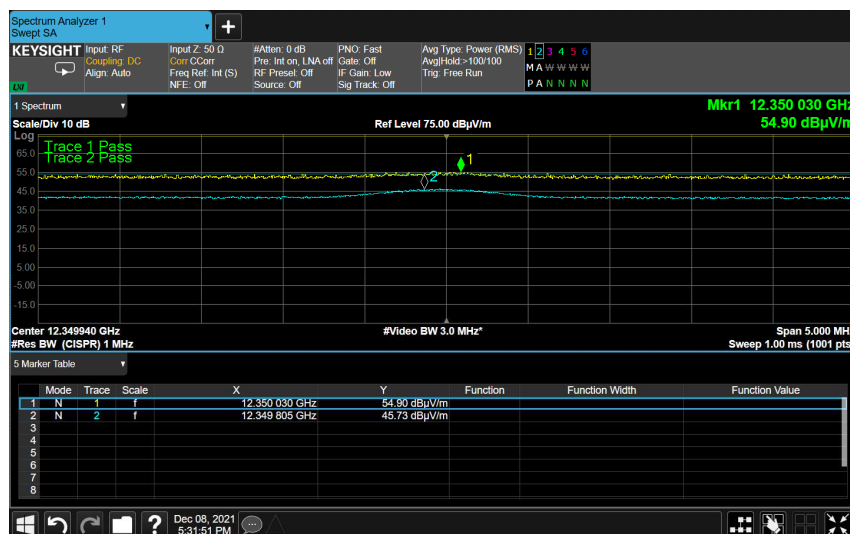 Spectrum Analyzer 1
Swept SA
+
KEYSIGHT
Input: RF
Coupling: DC
Align: Auto
Input Z: 50 Ω
Corr CCorr
Freq Ref: Int (S)
NFE: Off
#Atten: 0 dB
Pre: Int on, LNA off
RF Presel: Off
Source: Off
PNO: Fast
Gate: Off
IF Gain: Low
Sig Track: Off
Avg Type: Power (RMS)
Avg|Hold:>100/100
Trig: Free Run
1 2 3 4 5 6
M A W W W W
P A N N N N
LXI
1 Spectrum
Mkr1 12.350 030 GHz
Scale/Div 10 dB
Ref Level 75.00 dBµV/m
54.90 dBµV/m
Log
Trace 1 Pass
Trace 2 Pass
65.0
55.0
45.0
35.0
25.0
15.0
5.00
-5.00
-15.0
1
2
Center 12.349940 GHz
#Video BW 3.0 MHz*
Span 5.000 MH
#Res BW (CISPR) 1 MHz
Sweep 1.00 ms (1001 pts
5 Marker Table
Mode Trace Scale X Y Function Function Width Function Value
1 N 1 f 12.350 030 GHz 54.90 dBµV/m
2 N 2 f 12.349 805 GHz 45.73 dBµV/m
3
4
5
6
7
8
?
Dec 08, 2021
5:31:51 PM